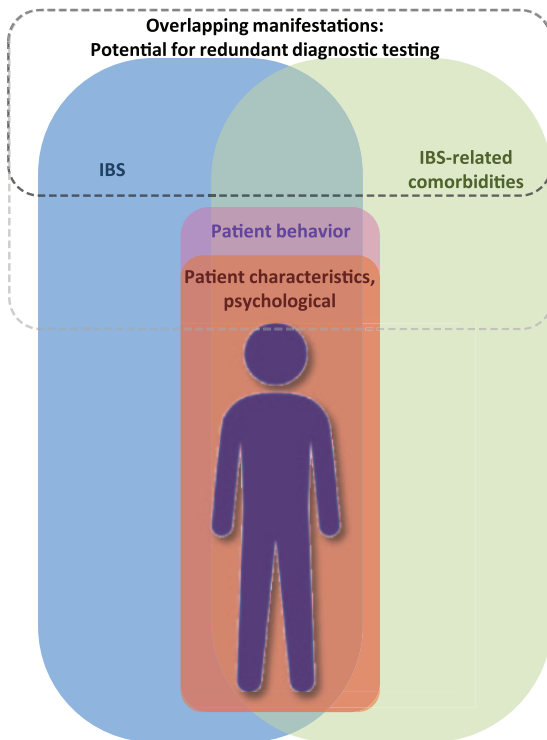 Overlapping manifestations:
Potential for redundant diagnostic testing
IBS
IBS-related
comorbidities
Patient behavior
Patient characteristics,
psychological